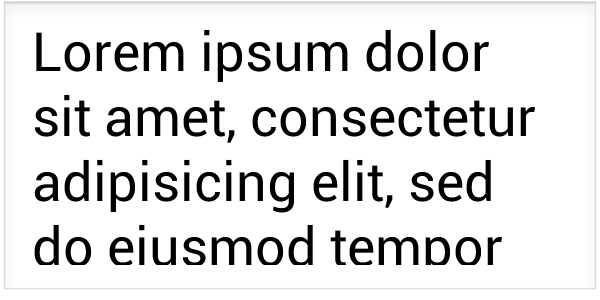 Lorem ipsum dolor
sit amet, consectetur
adipisicing elit, sed
do eiusmod tempor